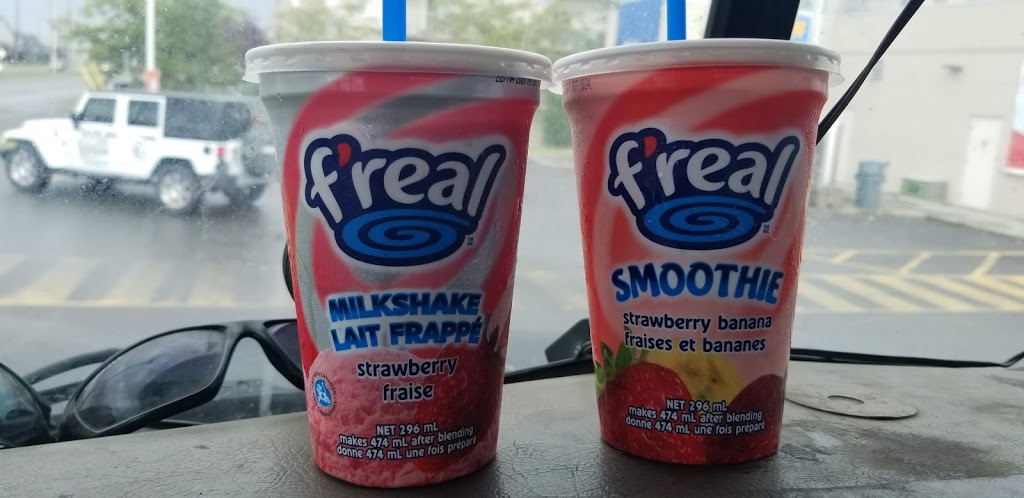 f'real
MILKSHAKE
LAIT FRAPPÉ
strawberry
fraise
NET 296 mL
makes 474 mL after blending
donne 474 mL une fois préparé
f'real
SMOOTHIE
strawberry banana
fraises et bananes
NET 296 mL
makes 474 mL after blending
donne 474 mL une fois préparé